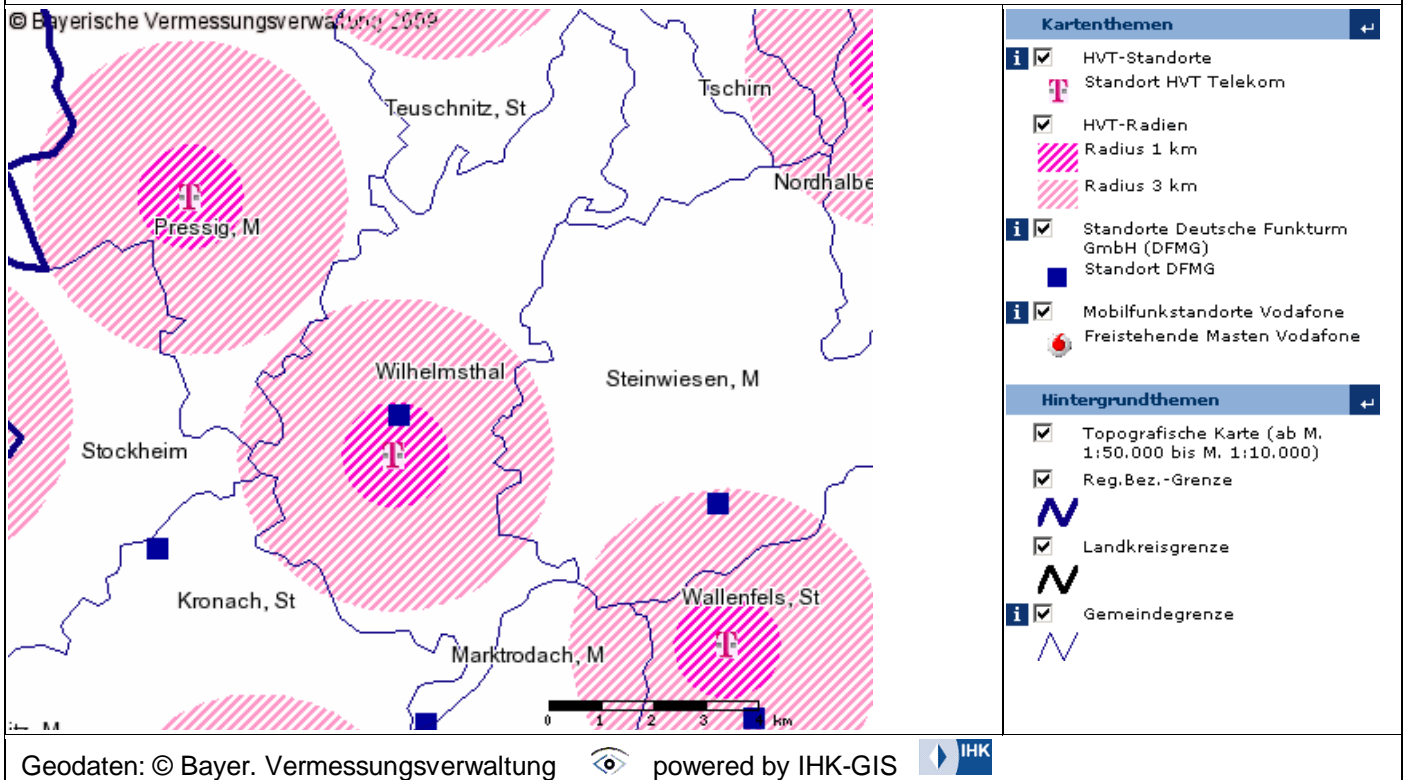 © Bayerische Vermessungsverwaltung 2009
Tschirn
Teuschnitz, St
Nordhalbe
Pressig, M
Wilhelmsthal
Steinwiesen, M
Stockheim
Kronach, St
Wallenfels, St
Marktrodach, M
itz, M
0 1 2 3 4 km
Kartenthemen
HVT-Standorte
T Standort HVT Telekom
HVT-Radien
Radius 1 km
Radius 3 km
Standorte Deutsche Funkturm
GmbH (DFMG)
Standort DFMG
Mobilfunkstandorte Vodafone
Freistehende Masten Vodafone
Hintergrundthemen
Topografische Karte (ab M.
1:50.000 bis M. 1:10.000)
Reg.Bez.-Grenze
Landkreisgrenze
Gemeindegrenze
Geodaten: © Bayer. Vermessungsverwaltung powered by IHK-GIS IHK